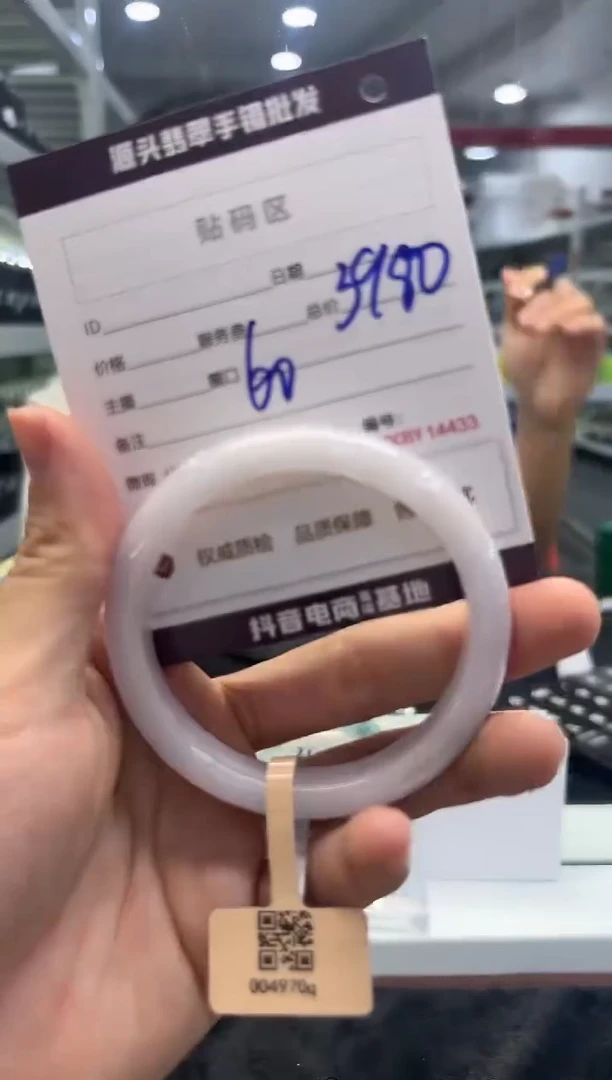 源头翡翠手镯批发
贴码区
日期
ID
价格 服务费 总价 3980
主播 圈口 60
备注
编号:
14433
权威质检 品质保障
抖音电商 基地
004970q